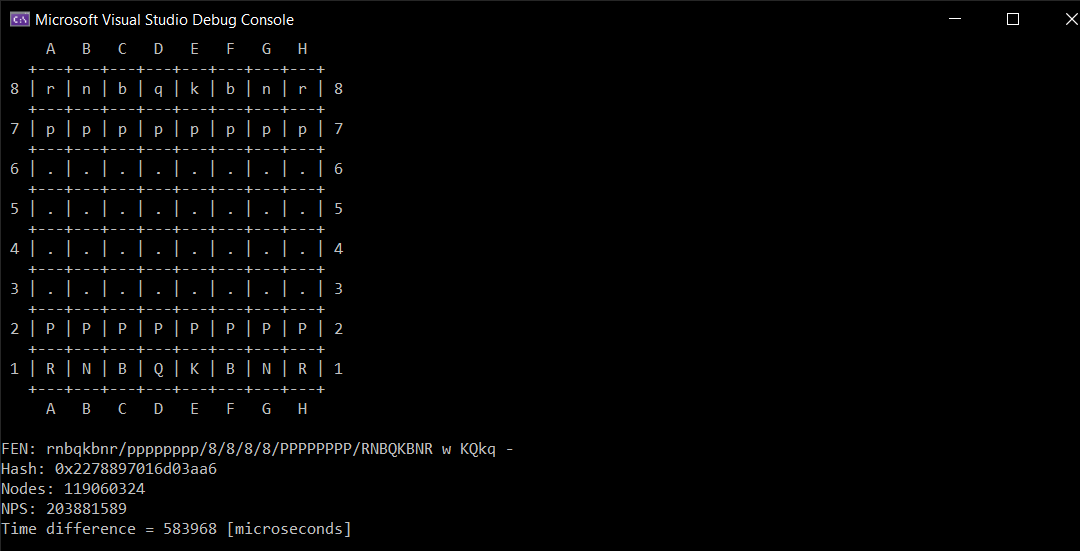 Microsoft Visual Studio Debug Console
    A   B   C   D   E   F   G   H
  +---+---+---+---+---+---+---+---+
8 | r | n | b | q | k | b | n | r | 8
  +---+---+---+---+---+---+---+---+
7 | p | p | p | p | p | p | p | p | 7
  +---+---+---+---+---+---+---+---+
6 | . | . | . | . | . | . | . | . | 6
  +---+---+---+---+---+---+---+---+
5 | . | . | . | . | . | . | . | . | 5
  +---+---+---+---+---+---+---+---+
4 | . | . | . | . | . | . | . | . | 4
  +---+---+---+---+---+---+---+---+
3 | . | . | . | . | . | . | . | . | 3
  +---+---+---+---+---+---+---+---+
2 | P | P | P | P | P | P | P | P | 2
  +---+---+---+---+---+---+---+---+
1 | R | N | B | Q | K | B | N | R | 1
  +---+---+---+---+---+---+---+---+
    A   B   C   D   E   F   G   H
FEN: rnbqkbnr/pppppppp/8/8/8/8/PPPPPPPP/RNBQKBNR w KQkq -
Hash: 0x2278897016d03aa6
Nodes: 119060324
NPS: 203881589
Time difference = 583968 [microseconds]